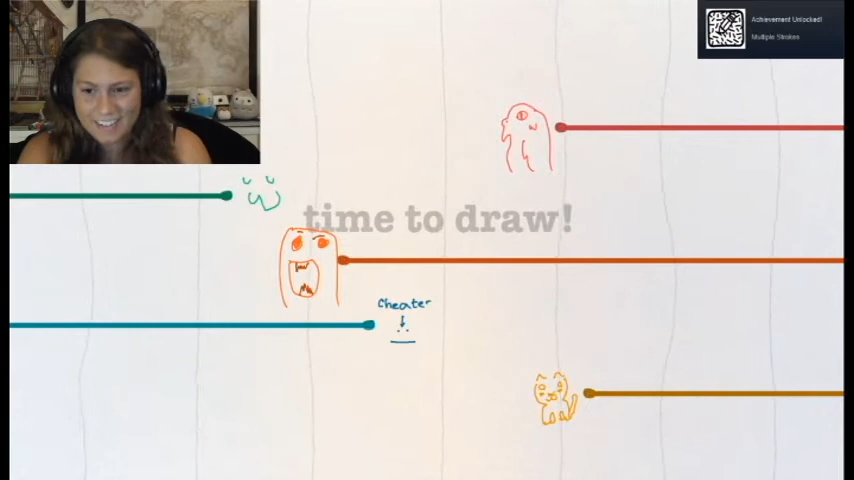 Achievement Unlocked!
Multiple Strokes
time to draw!
Cheater